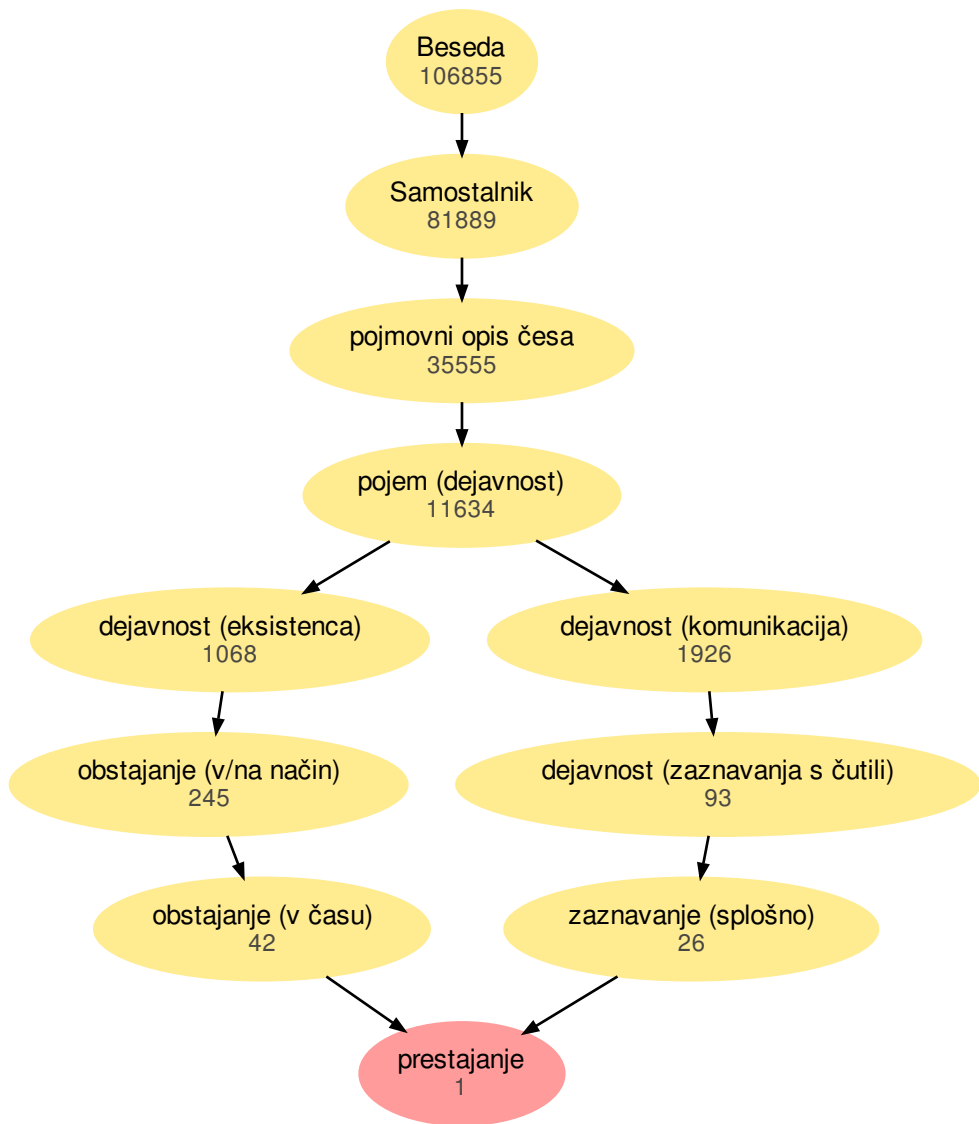 Beseda
106855
Samostalnik
81889
pojmovni opis česa
35555
pojem (dejavnost)
11634
dejavnost (eksistenca)
1068
dejavnost (komunikacija)
1926
obstajanje (v/na način)
245
dejavnost (zaznavanja s čutili)
93
obstajanje (v času)
42
zaznavanje (splošno)
26
prestajanje
1